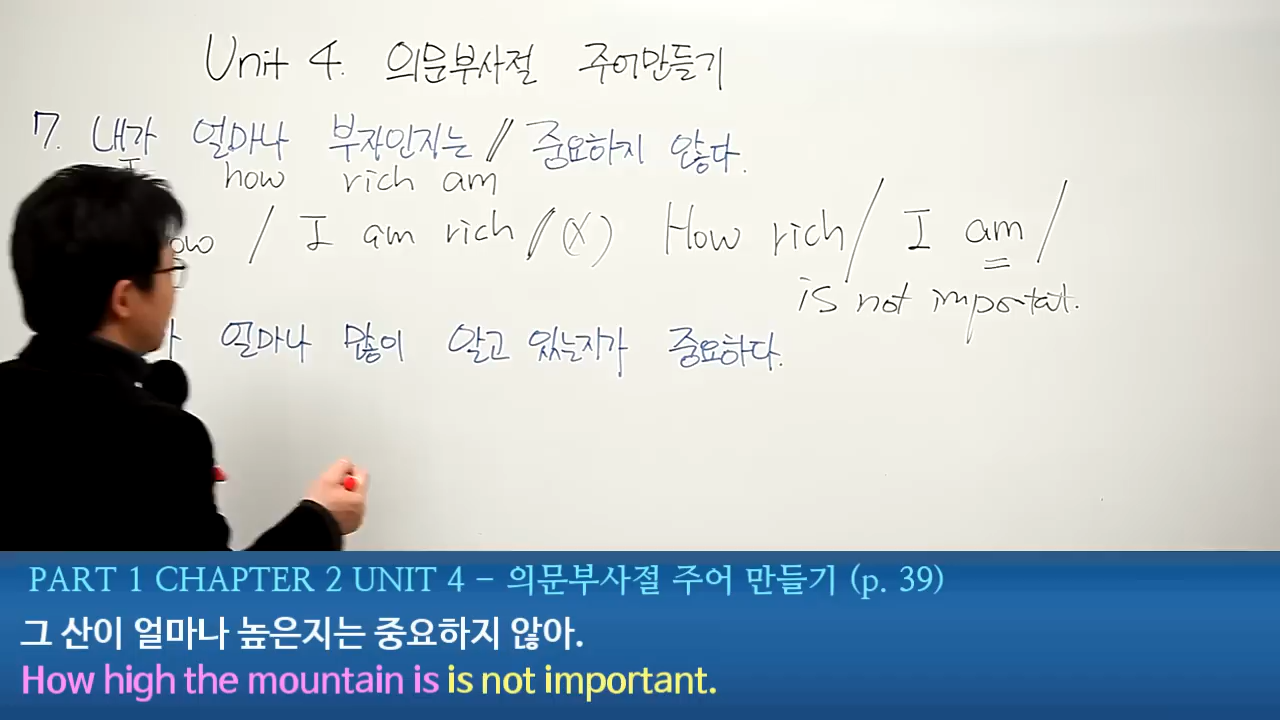 Unit 4. 의문부사절 주어만들기
7. 내가 얼마나 부자인지는 // 중요하지 않다.
I how rich am
ow / I am rich // (X) How rich / I am /
is not importat.
얼마나 많이 알고 있는지가 중요하다.
PART 1 CHAPTER 2 UNIT 4 - 의문부사절 주어 만들기 (p. 39)
그 산이 얼마나 높은지는 중요하지 않아.
How high the mountain is is not important.